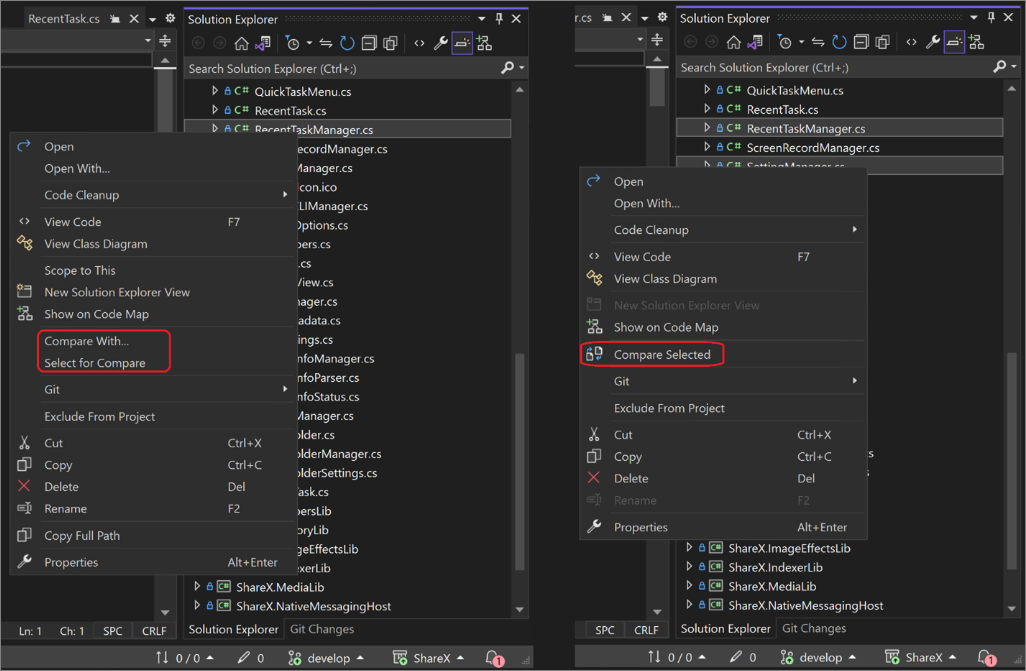 RecentTask.cs
Solution Explorer
Search Solution Explorer (Ctrl+;)
C# QuickTaskMenu.cs
C# RecentTask.cs
C# RecentTaskManager.cs
ecordManager.cs
Manager.cs
con.ico
CLIManager.cs
Options.cs
pers.cs
.cs
View.cs
nager.cs
adata.cs
ings.cs
nfoManager.cs
nfoParser.cs
nfoStatus.cs
Manager.cs
older.cs
olderManager.cs
olderSettings.cs
Task.cs
persLib
oryLib
ageEffectsLib
exerLib
C# ShareX.MediaLib
C# ShareX.NativeMessagingHost
Open
Open With...
Code Cleanup
View Code F7
View Class Diagram
Scope to This
New Solution Explorer View
Show on Code Map
Compare With...
Select for Compare
Git
Exclude From Project
Cut Ctrl+X
Copy Ctrl+C
Delete Del
Rename F2
Copy Full Path
Properties Alt+Enter
Ln: 1 Ch: 1 SPC CRLF
Solution Explorer Git Changes
0 / 0 0 develop ShareX 1
r.cs
Solution Explorer
Search Solution Explorer (Ctrl+;)
C# QuickTaskMenu.cs
C# RecentTask.cs
C# RecentTaskManager.cs
C# ScreenRecordManager.cs
C# SettingManager.cs
Open
Open With...
Code Cleanup
View Code F7
View Class Diagram
New Solution Explorer View
Show on Code Map
Compare Selected
Git
Exclude From Project
Cut Ctrl+X
Copy Ctrl+C
Delete Del
Rename F2
Properties Alt+Enter
C# ShareX.ImageEffectsLib
C# ShareX.IndexerLib
C# ShareX.MediaLib
C# ShareX.NativeMessagingHost
SPC CRLF
Solution Explorer Git Changes
0 / 0 0 develop ShareX 1